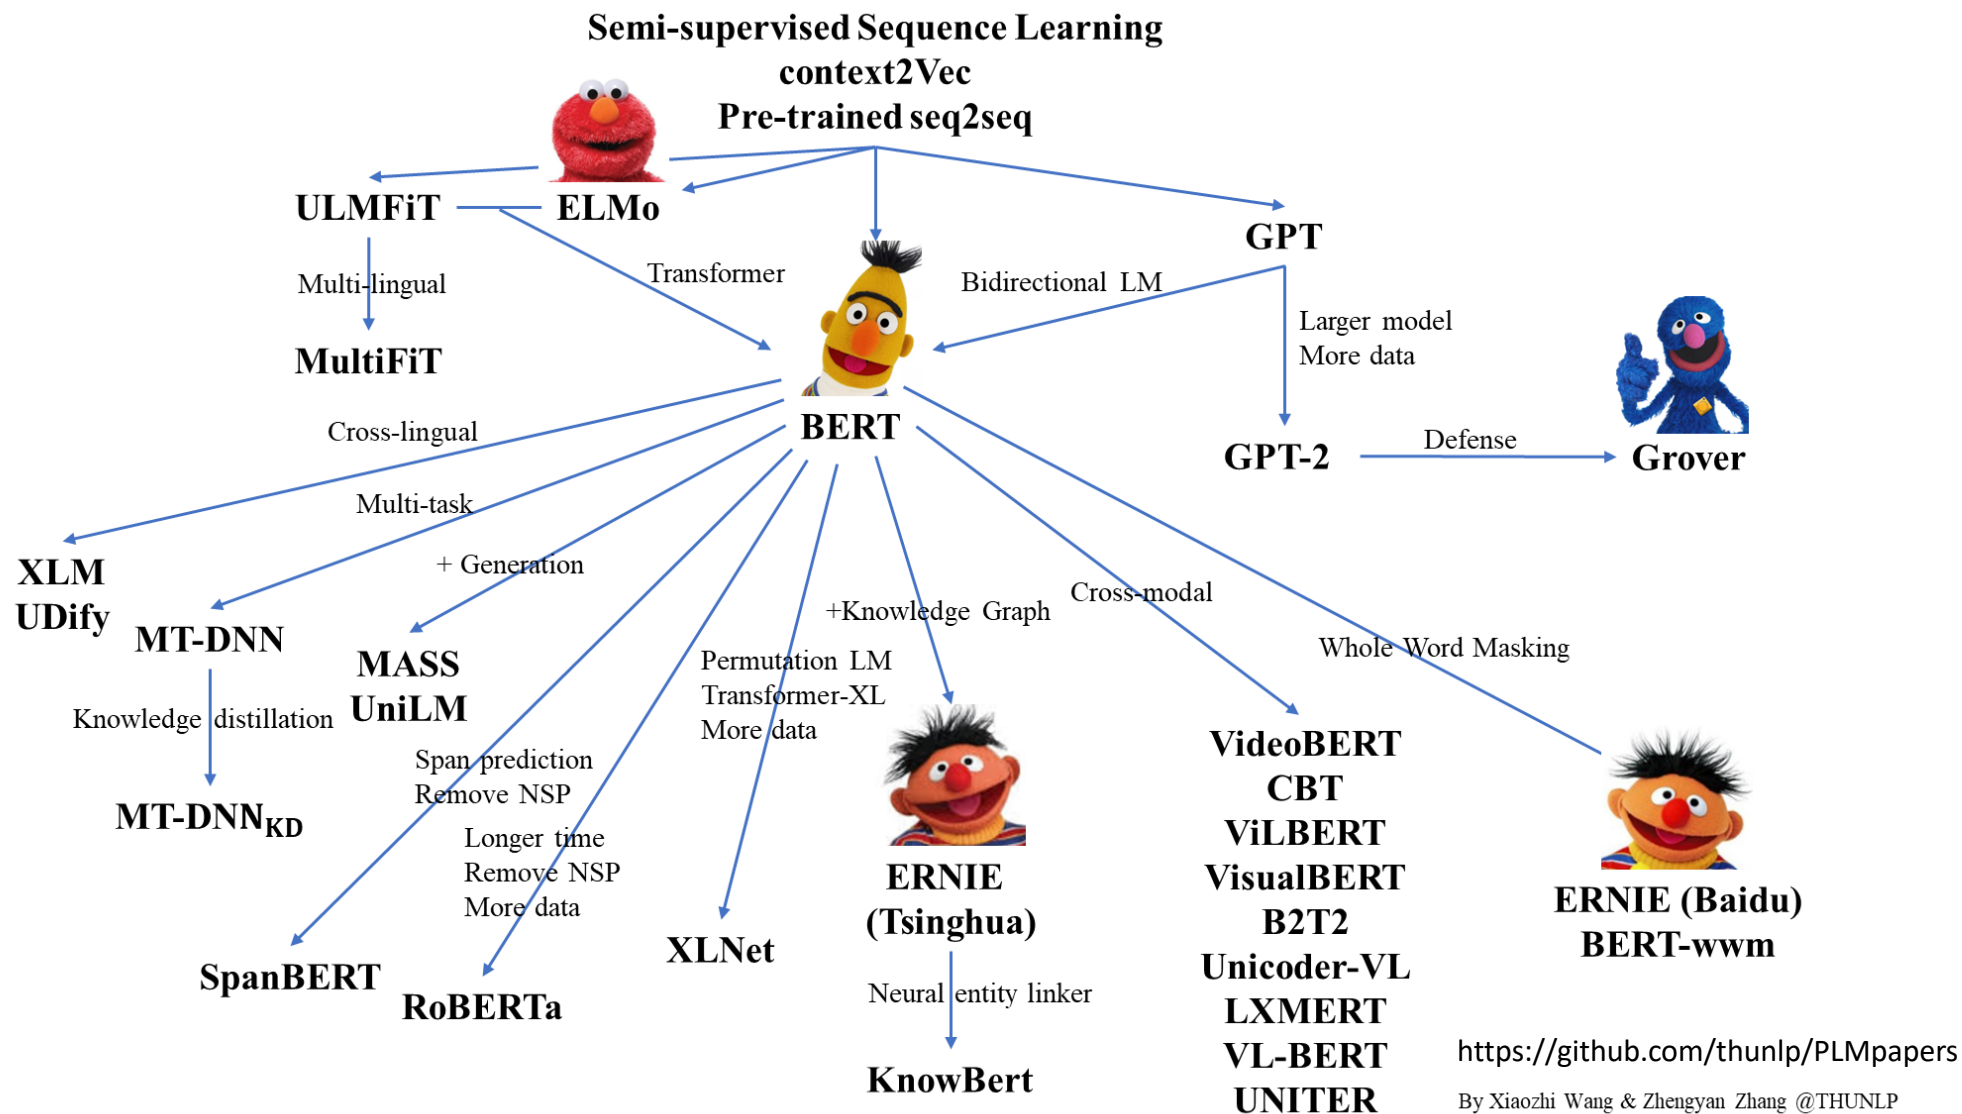 Semi-supervised Sequence Learning
context2Vec
Pre-trained seq2seq
ULMFiT
ELMo
GPT
Multi-lingual
Transformer
Bidirectional LM
Larger model
More data
MultiFiT
BERT
Cross-lingual
Defense
GPT-2
Grover
Multi-task
+ Generation
XLM
UDify
MT-DNN
MASS
UniLM
+Knowledge Graph
Cross-modal
Whole Word Masking
Permutation LM
Transformer-XL
More data
Knowledge distillation
MT-DNNKD
Span prediction
Remove NSP
Longer time
Remove NSP
More data
SpanBERT
RoBERTa
XLNet
ERNIE
(Tsinghua)
Neural entity linker
KnowBert
VideoBERT
CBT
ViLBERT
VisualBERT
B2T2
Unicoder-VL
LXMERT
VL-BERT
UNITER
ERNIE (Baidu)
BERT-wwm
https://github.com/thunlp/PLMpapers
By Xiaozhi Wang & Zhengyan Zhang @THUNLP